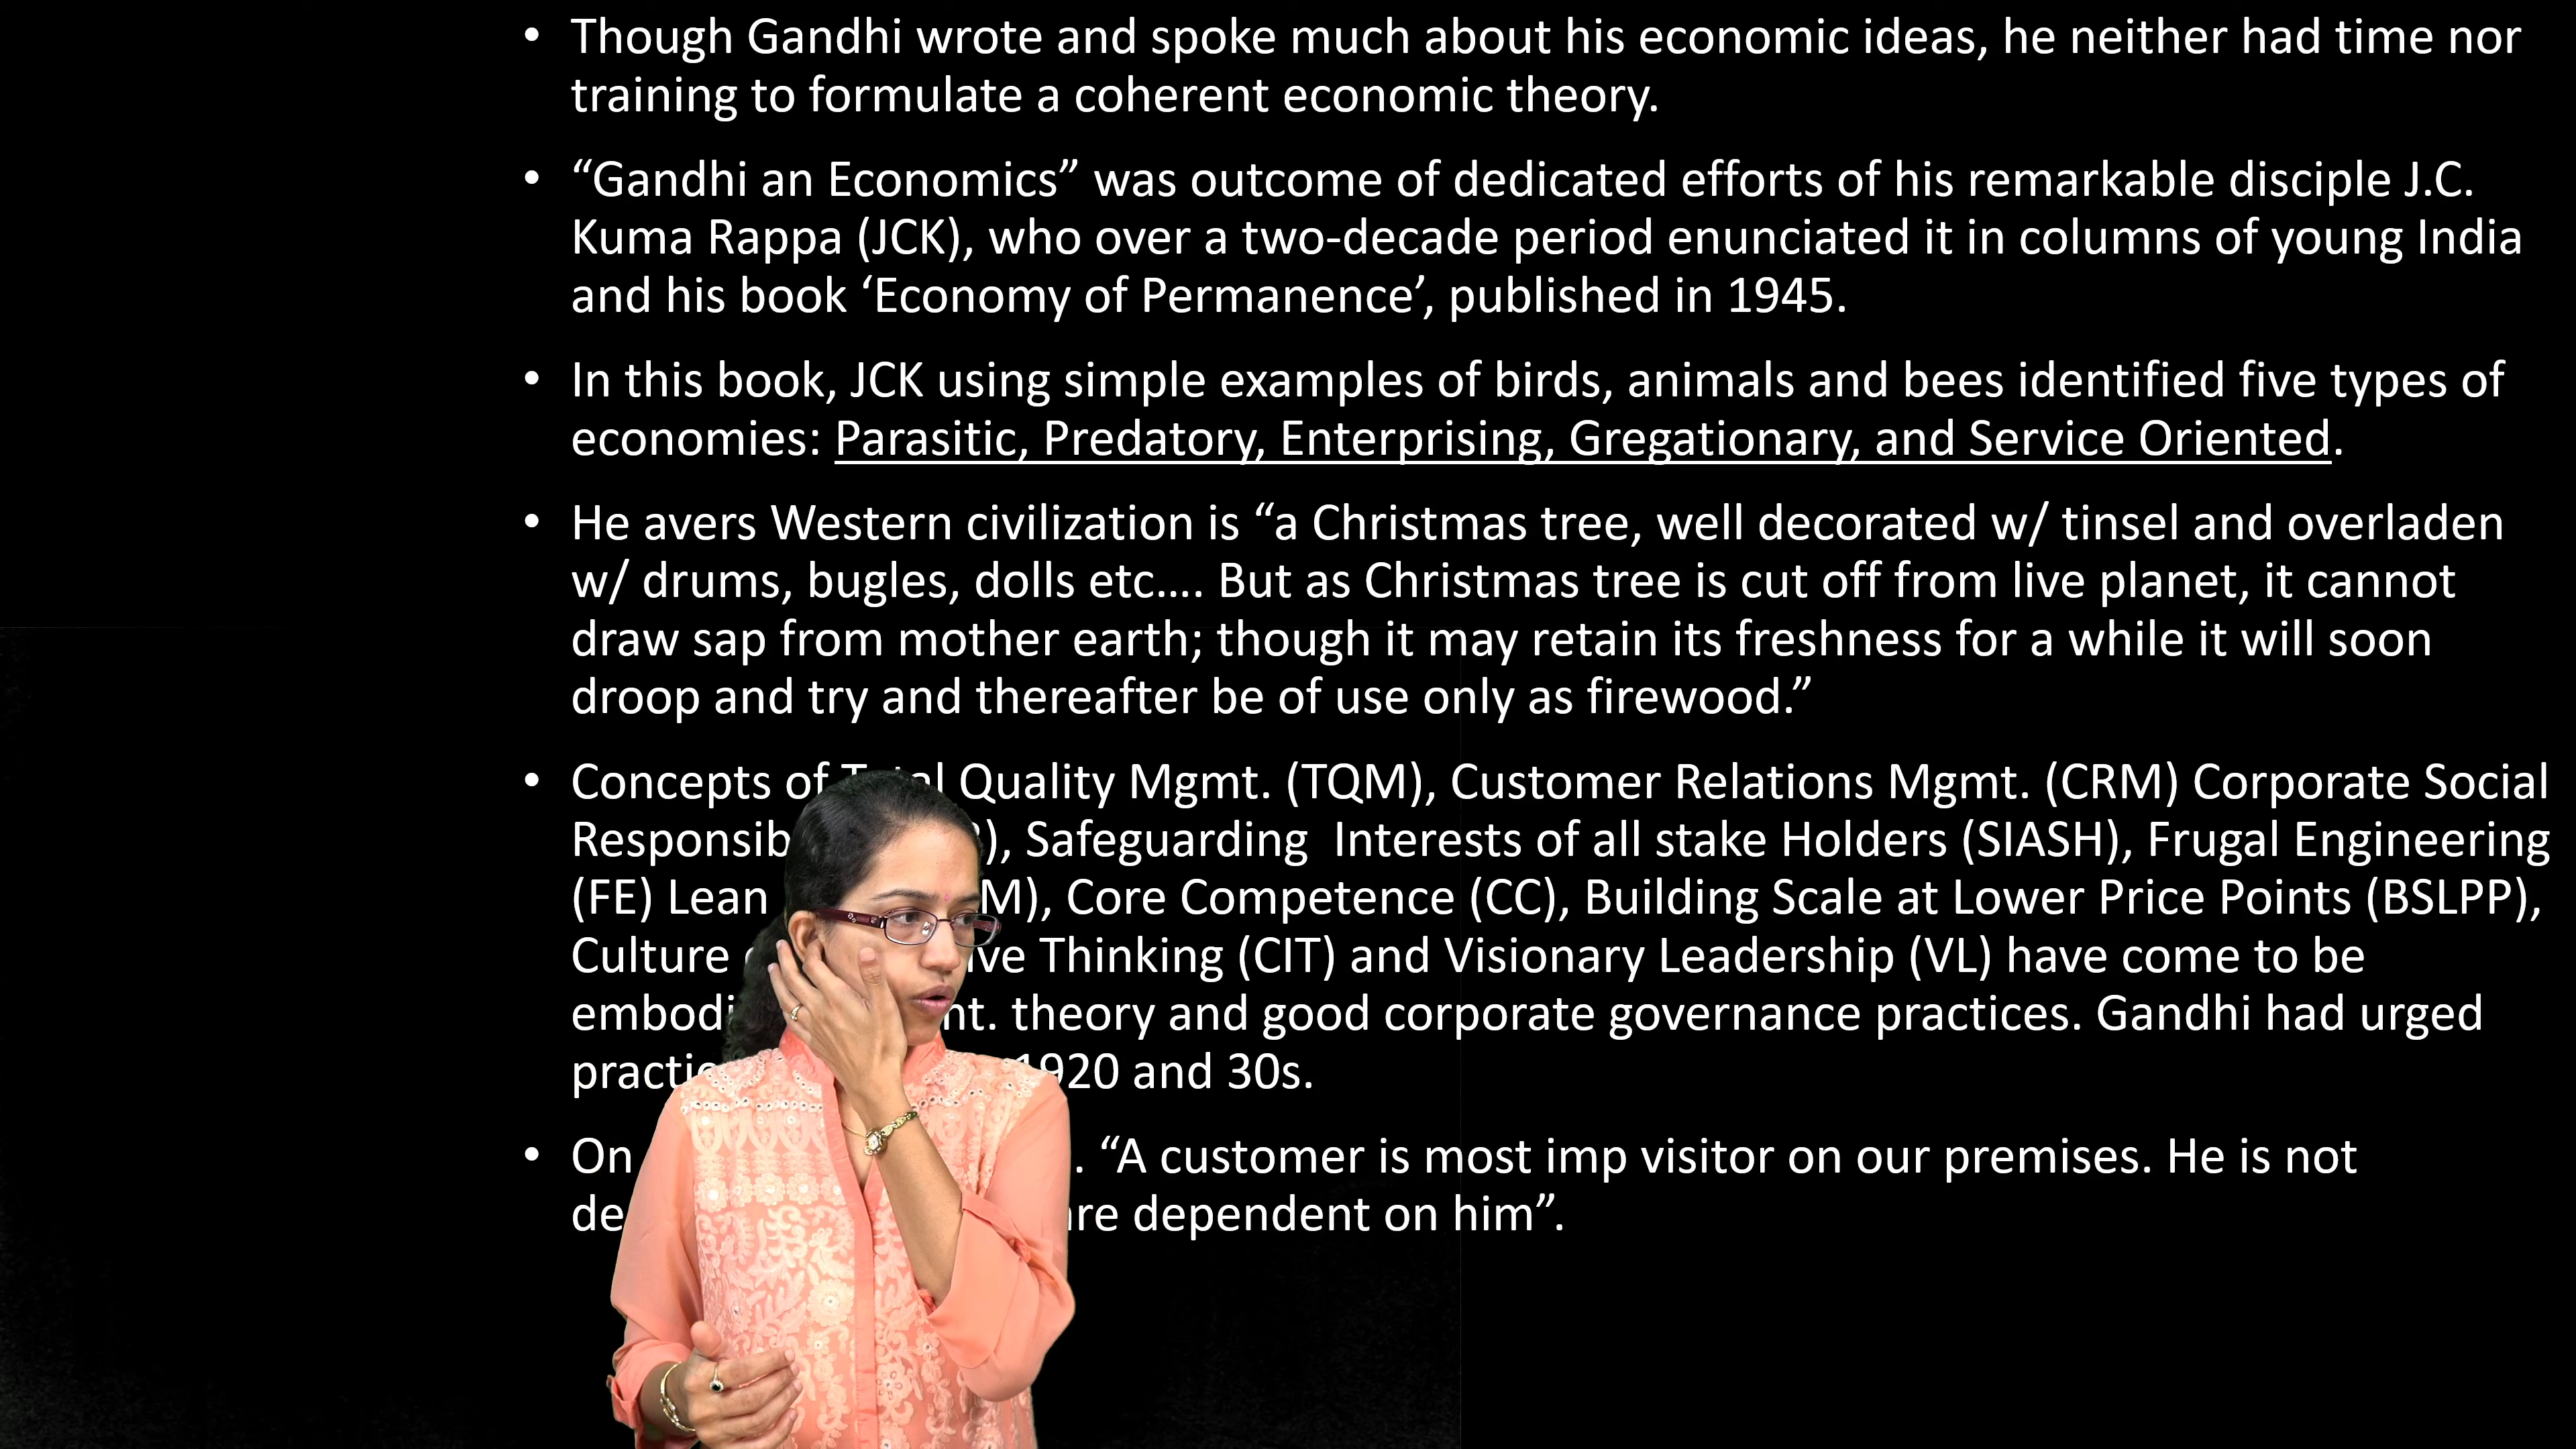 • Though Gandhi wrote and spoke much about his economic ideas, he neither had time nor
training to formulate a coherent economic theory.
• “Gandhi an Economics” was outcome of dedicated efforts of his remarkable disciple J.C.
Kuma Rappa (JCK), who over a two-decade period enunciated it in columns of young India
and his book ‘Economy of Permanence’, published in 1945.
• In this book, JCK using simple examples of birds, animals and bees identified five types of
economies: Parasitic, Predatory, Enterprising, Gregationary, and Service Oriented.
• He avers Western civilization is “a Christmas tree, well decorated w/ tinsel and overladen
w/ drums, bugles, dolls etc.... But as Christmas tree is cut off from live planet, it cannot
draw sap from mother earth; though it may retain its freshness for a while it will soon
droop and try and thereafter be of use only as firewood.”
• Concepts of Quality Mgmt. (TQM), Customer Relations Mgmt. (CRM) Corporate Social
Safeguarding Interests of all stake Holders (SIASH), Frugal Engineering
(FE) Lean Core Competence (CC), Building Scale at Lower Price Points (BSLPP),
Culture Thinking (CIT) and Visionary Leadership (VL) have come to be
theory and good corporate governance practices. Gandhi had urged
1920 and 30s.
• On “A customer is most imp visitor on our premises. He is not
dependent on him”.